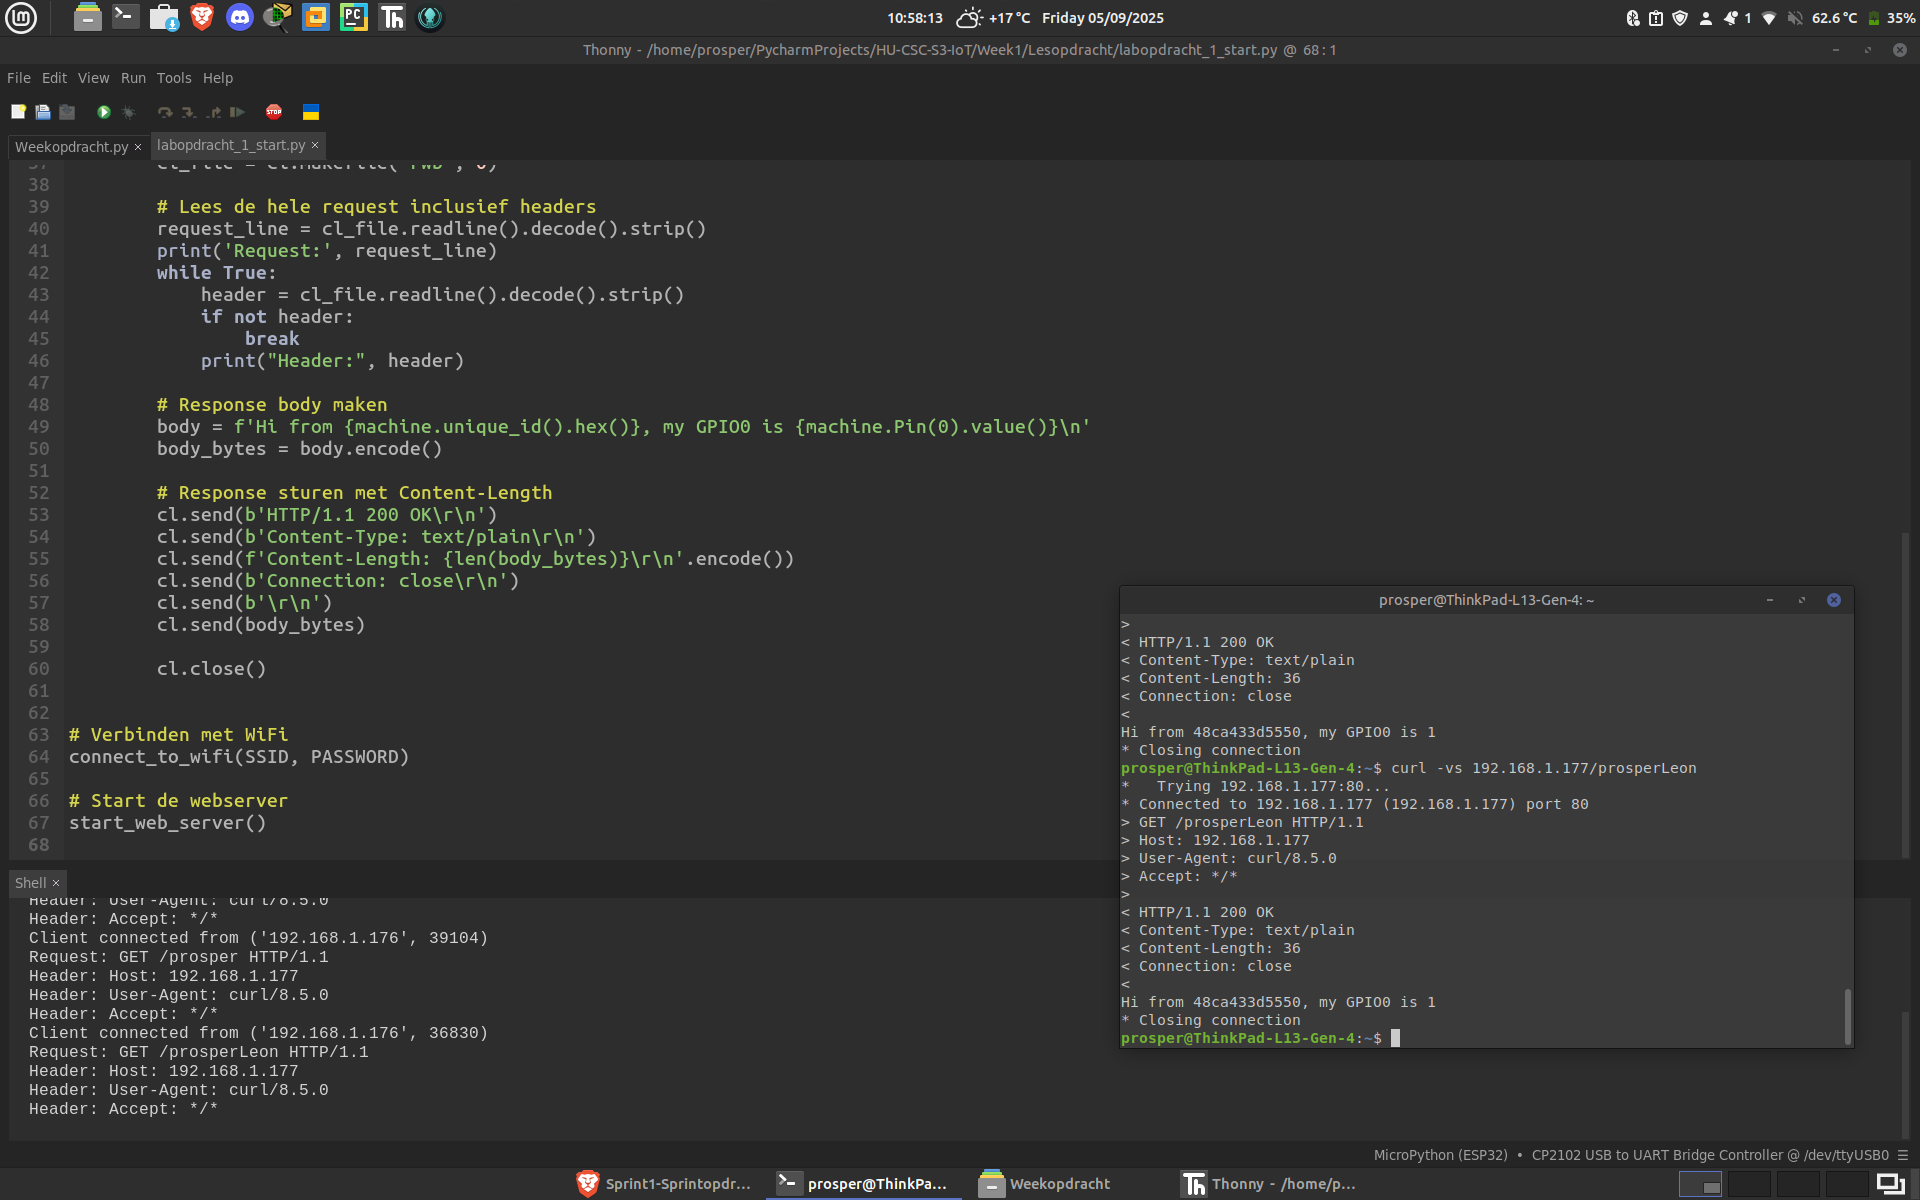 10:58:13 +17°C Friday 05/09/2025
1 62.6°C 35%
Thonny - /home/prosper/PycharmProjects/HU-CSC-S3-IoT/Week1/Lesopdracht/labopdracht_1_start.py @ 68:1
File Edit View Run Tools Help
Weekopdracht.py × labopdracht_1_start.py ×
38
39 # Lees de hele request inclusief headers
40 request_line = cl_file.readline().decode().strip()
41 print('Request:', request_line)
42 while True:
43 header = cl_file.readline().decode().strip()
44 if not header:
45 break
46 print("Header:", header)
47
48 # Response body maken
49 body = f'Hi from {machine.unique_id().hex()}, my GPIO0 is {machine.Pin(0).value()}\n'
50 body_bytes = body.encode()
51
52 # Response sturen met Content-Length
53 cl.send(b'HTTP/1.1 200 OK\r\n')
54 cl.send(b'Content-Type: text/plain\r\n')
55 cl.send(f'Content-Length: {len(body_bytes)}\r\n'.encode())
56 cl.send(b'Connection: close\r\n')
57 cl.send(b'\r\n')
58 cl.send(body_bytes)
59
60 cl.close()
61
62
63 # Verbinden met WiFi
64 connect_to_wifi(SSID, PASSWORD)
65
66 # Start de webserver
67 start_web_server()
68
Shell ×
Header: User-Agent: curl/8.5.0
Header: Accept: */*
Client connected from ('192.168.1.176', 39104)
Request: GET /prosper HTTP/1.1
Header: Host: 192.168.1.177
Header: User-Agent: curl/8.5.0
Header: Accept: */*
Client connected from ('192.168.1.176', 36830)
Request: GET /prosperLeon HTTP/1.1
Header: Host: 192.168.1.177
Header: User-Agent: curl/8.5.0
Header: Accept: */*
prosper@ThinkPad-L13-Gen-4: ~
>
< HTTP/1.1 200 OK
< Content-Type: text/plain
< Content-Length: 36
< Connection: close
<
Hi from 48ca433d5550, my GPIO0 is 1
* Closing connection
prosper@ThinkPad-L13-Gen-4:~$ curl -vs 192.168.1.177/prosperLeon
*   Trying 192.168.1.177:80...
* Connected to 192.168.1.177 (192.168.1.177) port 80
> GET /prosperLeon HTTP/1.1
> Host: 192.168.1.177
> User-Agent: curl/8.5.0
> Accept: */*
>
< HTTP/1.1 200 OK
< Content-Type: text/plain
< Content-Length: 36
< Connection: close
<
Hi from 48ca433d5550, my GPIO0 is 1
* Closing connection
prosper@ThinkPad-L13-Gen-4:~$
MicroPython (ESP32) • CP2102 USB to UART Bridge Controller @ /dev/ttyUSB0 ☰
Sprint1-Sprintopdr... prosper@ThinkPa... Weekopdracht Thonny - /home/p...